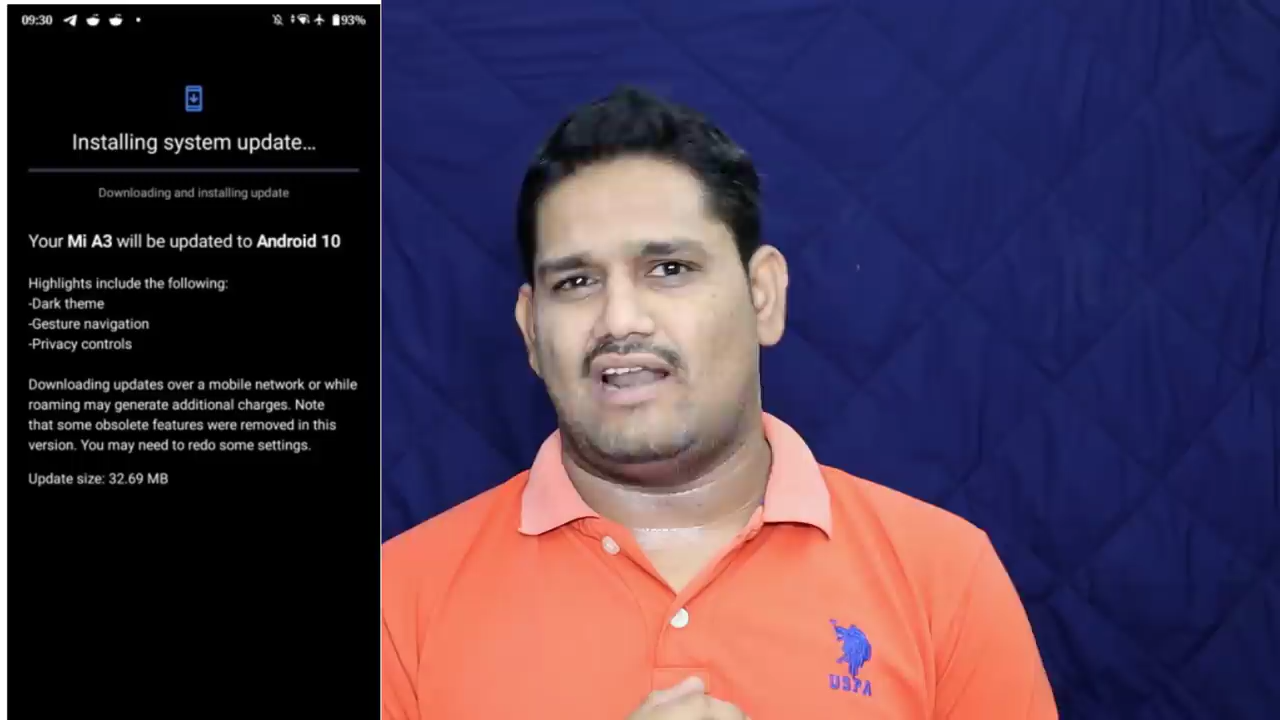 09:30
93%
Installing system update...
Downloading and installing update
Your Mi A3 will be updated to Android 10
Highlights include the following:
-Dark theme
-Gesture navigation
-Privacy controls
Downloading updates over a mobile network or while
roaming may generate additional charges. Note
that some obsolete features were removed in this
version. You may need to redo some settings.
Update size: 32.69 MB
USPA